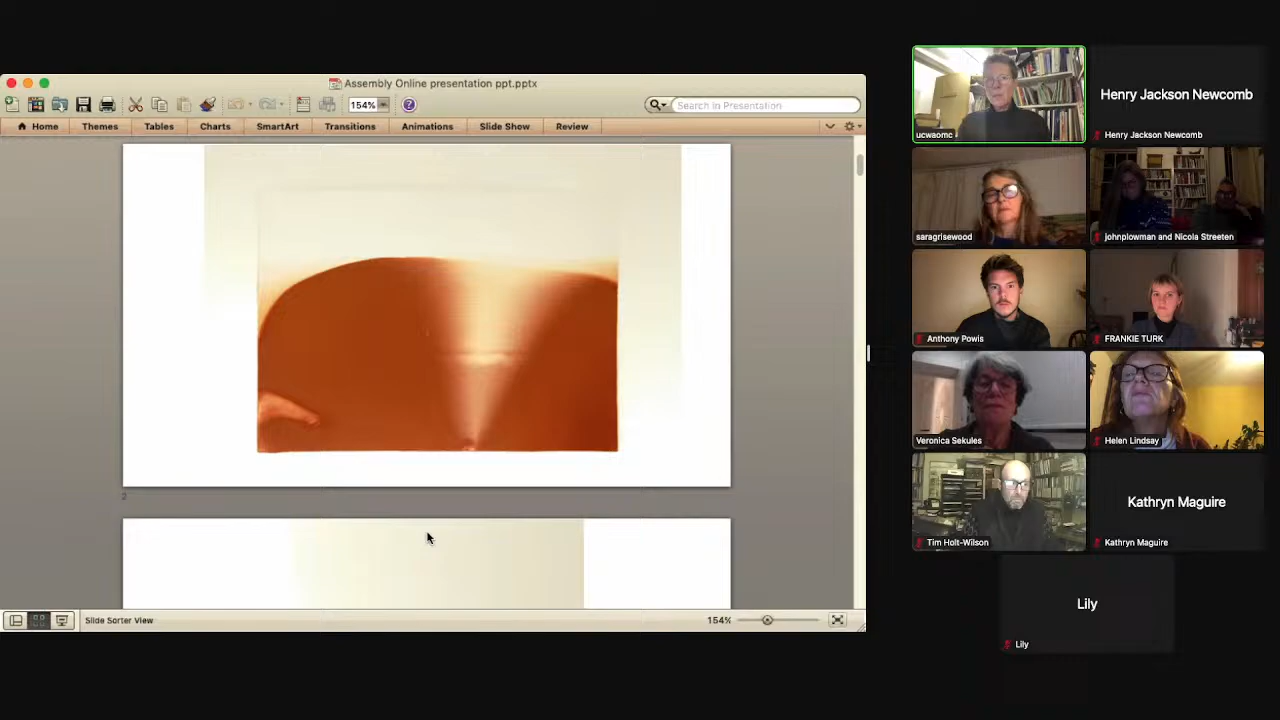 Assembly Online presentation ppt.pptx
154%
Search in Presentation
Home Themes Tables Charts SmartArt Transitions Animations Slide Show Review
2
Slide Sorter View
154%
ucwaomc
Henry Jackson Newcomb
Henry Jackson Newcomb
saragrisewood
johnplowman and Nicola Streeten
Anthony Powis
FRANKIE TURK
Veronica Sekules
Helen Lindsay
Tim Holt-Wilson
Kathryn Maguire
Kathryn Maguire
Lily
Lily